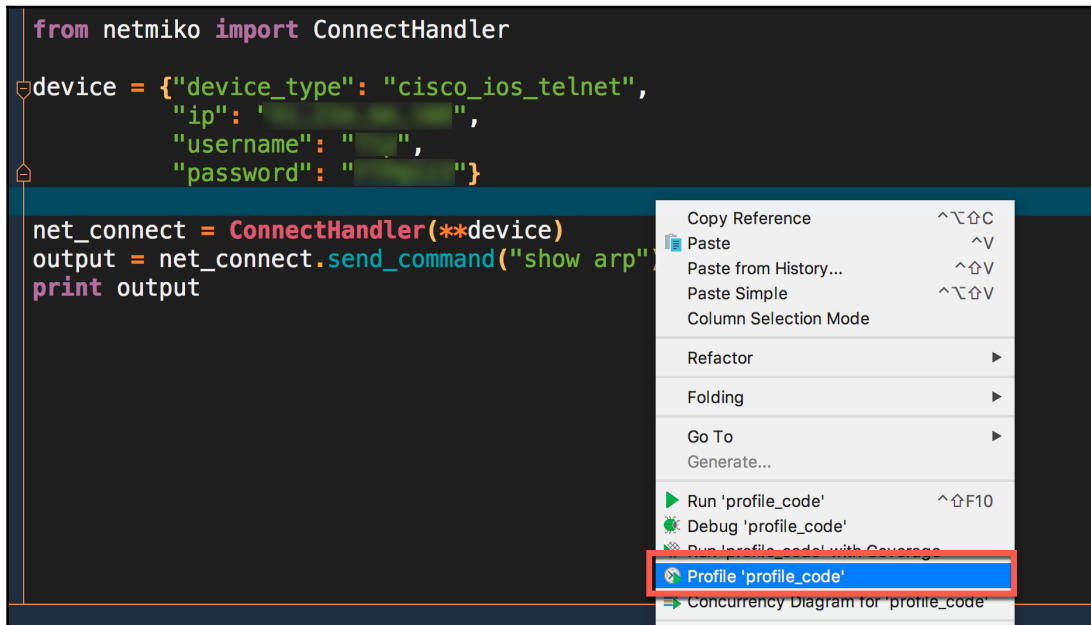 from netmiko import ConnectHandler
device = {"device_type": "cisco_ios_telnet",
"ip": "",
"username": "",
"password": ""}
net_connect = ConnectHandler(**device)
output = net_connect.send_command("show arp")
print output
Copy Reference ^⌥⇧C
Paste ^V
Paste from History... ^⇧V
Paste Simple ^⌥⇧V
Column Selection Mode
Refactor
Folding
Go To
Generate...
Run 'profile_code' ^⇧F10
Debug 'profile_code'
Run 'profile_code' with Coverage
Profile 'profile_code'
Concurrency Diagram for 'profile_code'